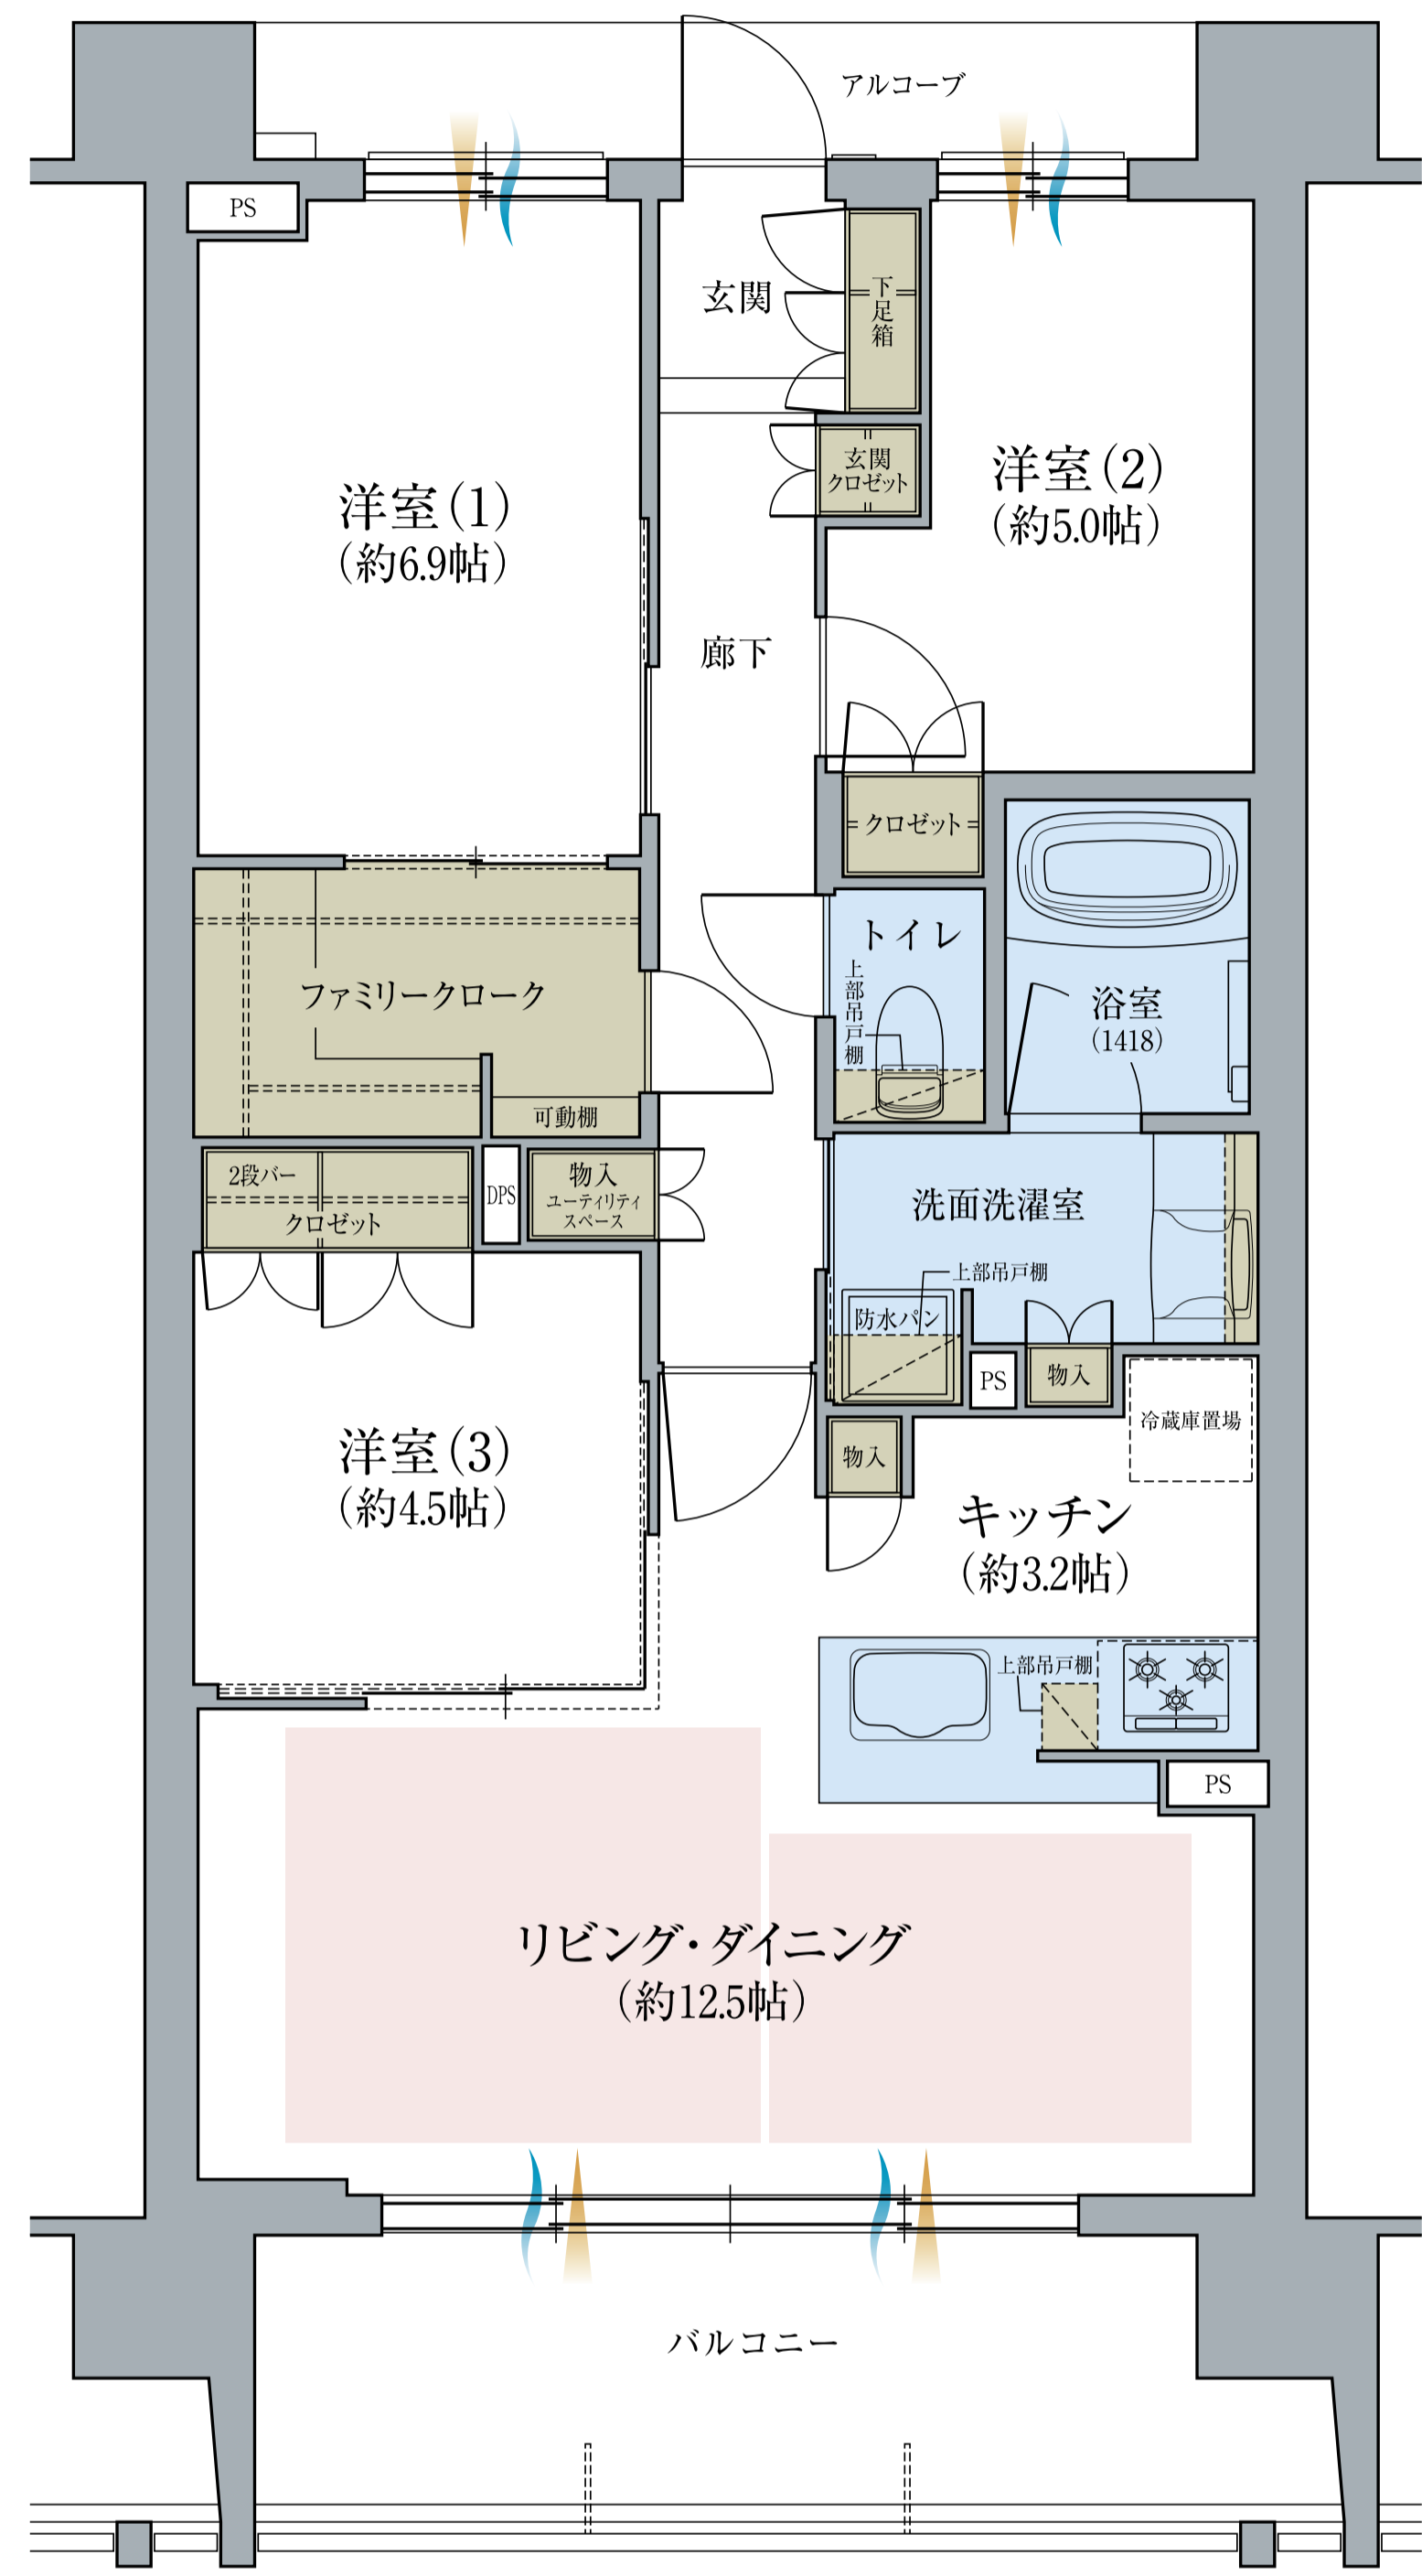 アルコーブ
PS
玄関
下足箱
玄関
クロゼット
洋室(1)
(約6.9帖)
洋室(2)
(約5.0帖)
廊下
クロゼット
トイレ
上部吊戸棚
浴室
(1418)
ファミリークローク
可動棚
2段バー
クロゼット
DPS
物入
ユーティリティ
スペース
洗面洗濯室
上部吊戸棚
防水パン
PS
物入
冷蔵庫置場
物入
洋室(3)
(約4.5帖)
キッチン
(約3.2帖)
上部吊戸棚
PS
リビング・ダイニング
(約12.5帖)
バルコニー